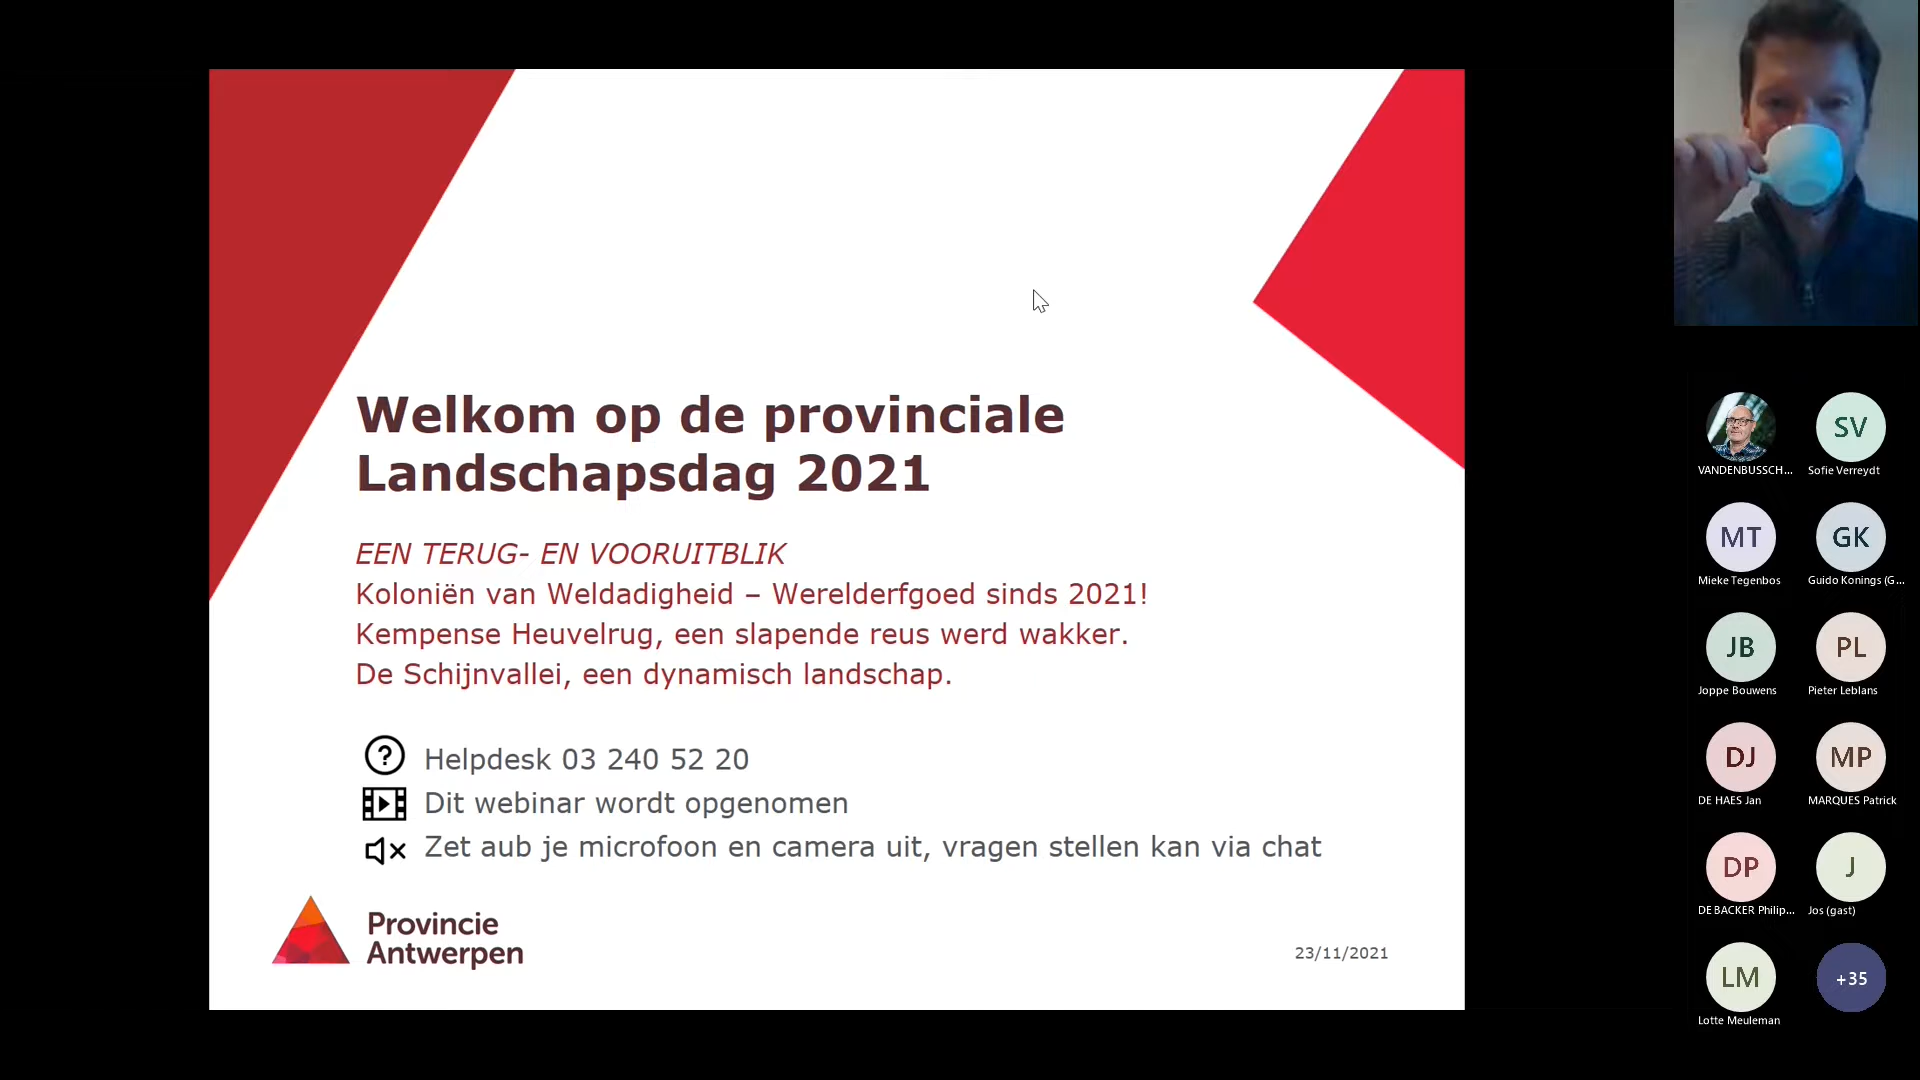 Welkom op de provinciale
Landschapsdag 2021
EEN TERUG- EN VOORUITBLIK
Koloniën van Weldadigheid – Werelderfgoed sinds 2021!
Kempense Heuvelrug, een slapende reus werd wakker.
De Schijnvallei, een dynamisch landschap.
? Helpdesk 03 240 52 20
Dit webinar wordt opgenomen
Zet aub je microfoon en camera uit, vragen stellen kan via chat
Provincie
Antwerpen
23/11/2021
SV
VANDENBUSSCH... Sofie Verreydt
MT GK
Mieke Tegenbos Guido Konings (G...
JB PL
Joppe Bouwens Pieter Leblans
DJ MP
DE HAES Jan MARQUES Patrick
DP J
DE BACKER Philip... Jos (gast)
LM +35
Lotte Meuleman